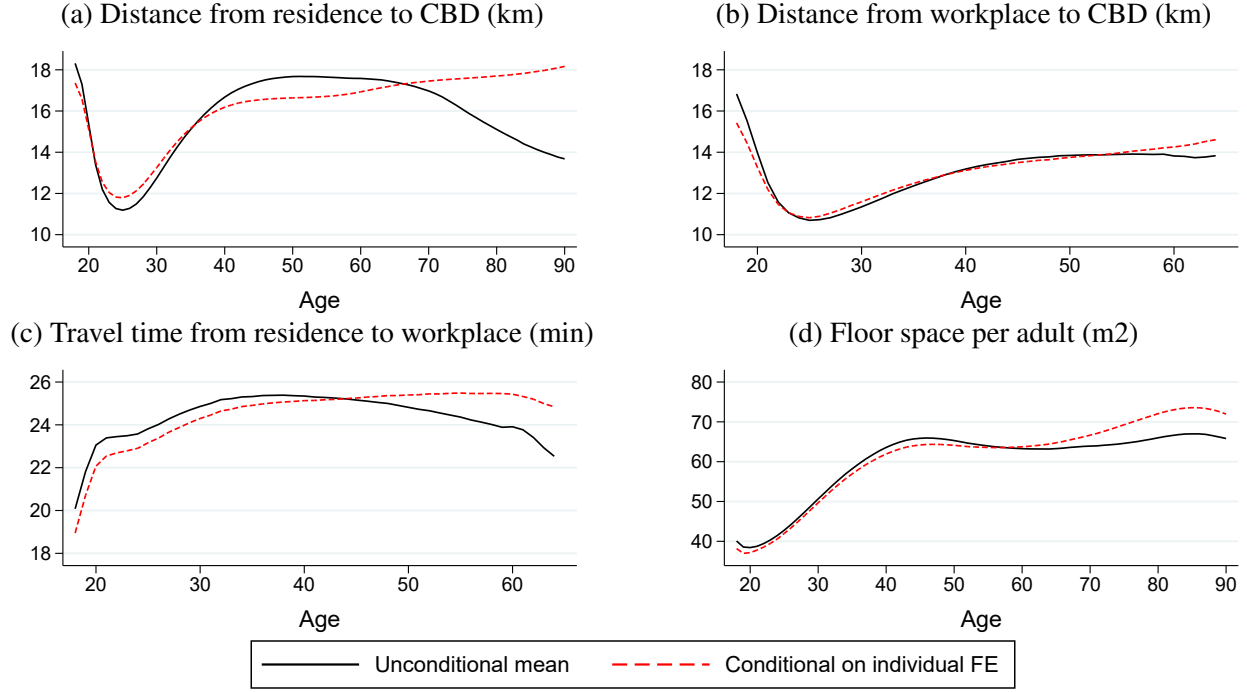 (a) Distance from residence to CBD (km)
18
16
14
12
10
20 30 40 50 60 70 80 90
Age
(b) Distance from workplace to CBD (km)
18
16
14
12
10
20 30 40 50 60
Age
(c) Travel time from residence to workplace (min)
26
24
22
20
18
20 30 40 50 60
Age
(d) Floor space per adult (m2)
80
70
60
50
40
20 30 40 50 60 70 80 90
Age
Unconditional mean Conditional on individual FE